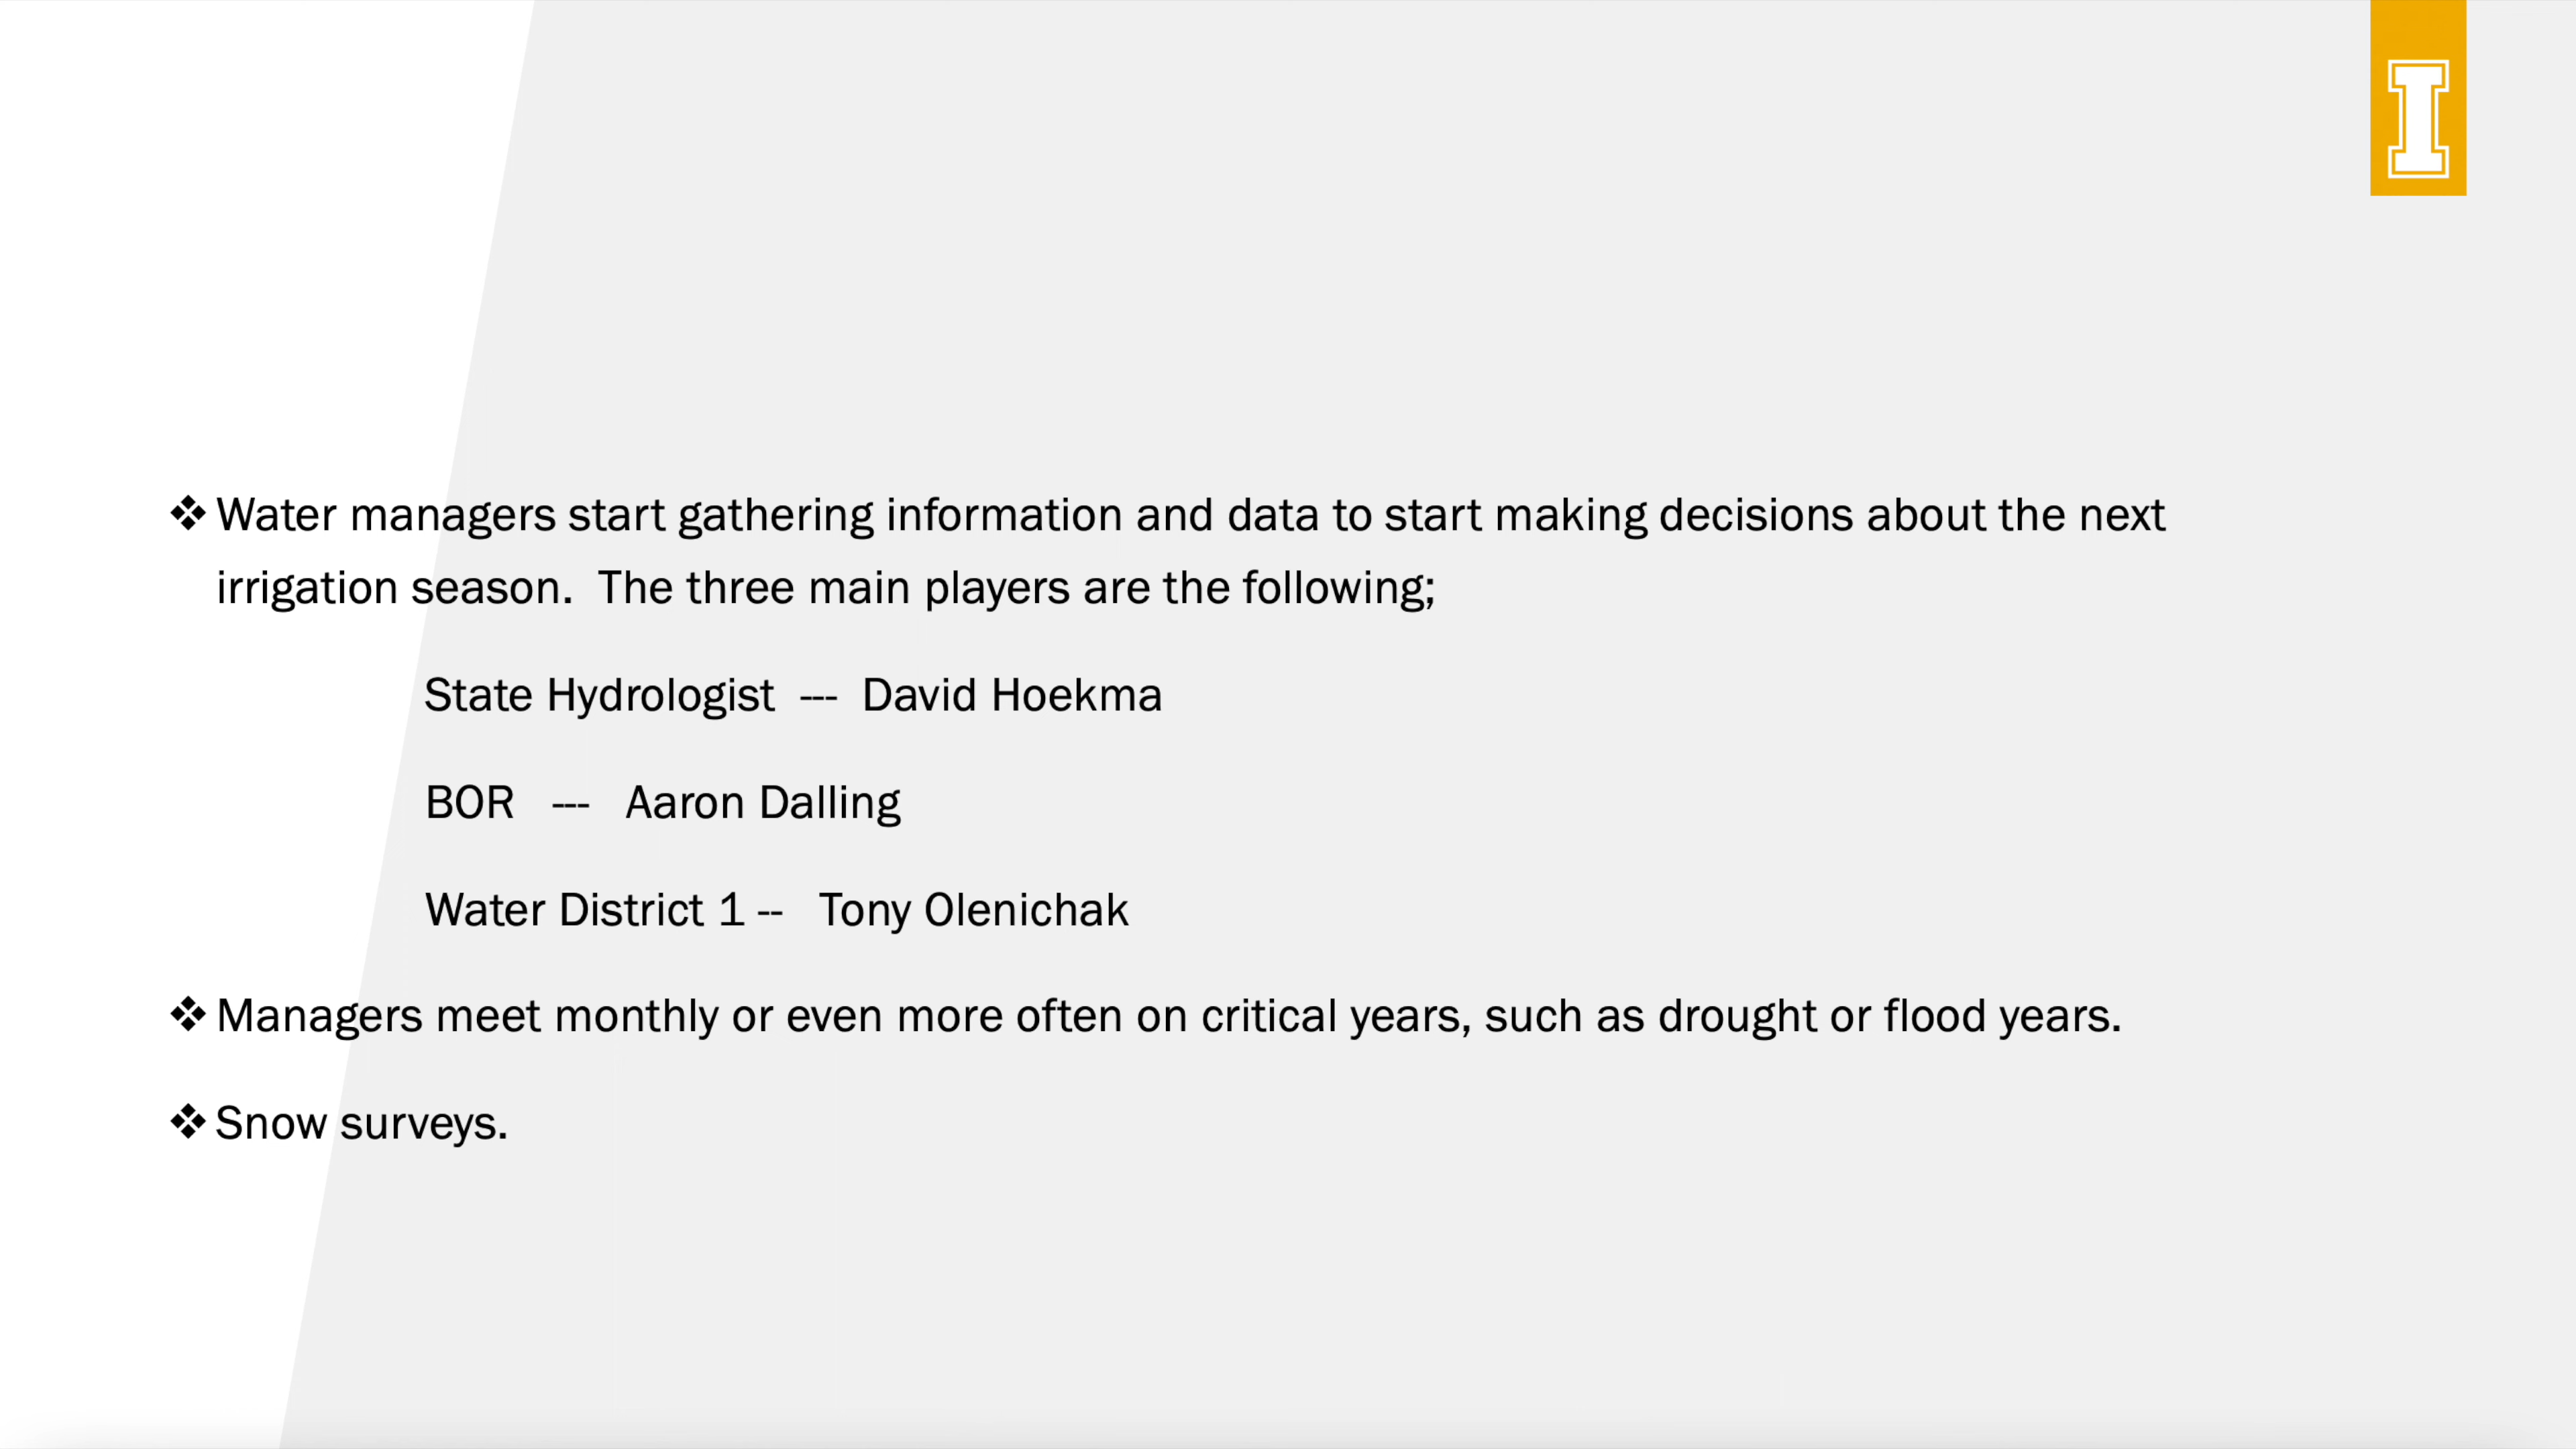 I
❖ Water managers start gathering information and data to start making decisions about the next
irrigation season.  The three main players are the following;
State Hydrologist  ---  David Hoekma
BOR   ---   Aaron Dalling
Water District 1 --   Tony Olenichak
❖ Managers meet monthly or even more often on critical years, such as drought or flood years.
❖ Snow surveys.